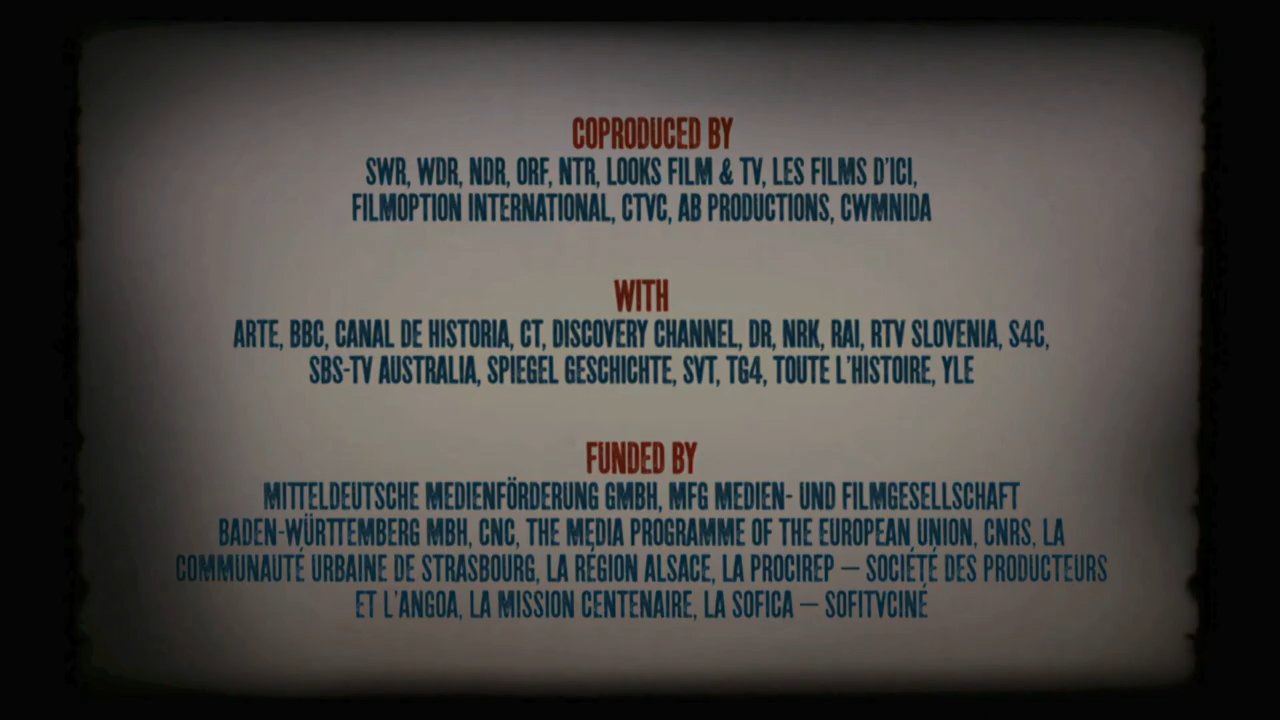 COPRODUCED BY
SWR, WDR, NDR, ORF, NTR, LOOKS FILM & TV, LES FILMS D'ICI,
FILMOPTION INTERNATIONAL, CTVC, AB PRODUCTIONS, CWMNIDA
WITH
ARTE, BBC, CANAL DE HISTORIA, CT, DISCOVERY CHANNEL, DR, NRK, RAI, RTV SLOVENIA, S4C,
SBS-TV AUSTRALIA, SPIEGEL GESCHICHTE, SVT, TG4, TOUTE L'HISTOIRE, YLE
FUNDED BY
MITTELDEUTSCHE MEDIENFÖRDERUNG GMBH, MFG MEDIEN- UND FILMGESELLSCHAFT
BADEN-WÜRTTEMBERG MBH, CNC, THE MEDIA PROGRAMME OF THE EUROPEAN UNION, CNRS, LA
COMMUNAUTÉ URBAINE DE STRASBOURG, LA RÉGION ALSACE, LA PROCIREP – SOCIÉTÉ DES PRODUCTEURS
ET L'ANGOA, LA MISSION CENTENAIRE, LA SOFICA – SOFITVCINÉ